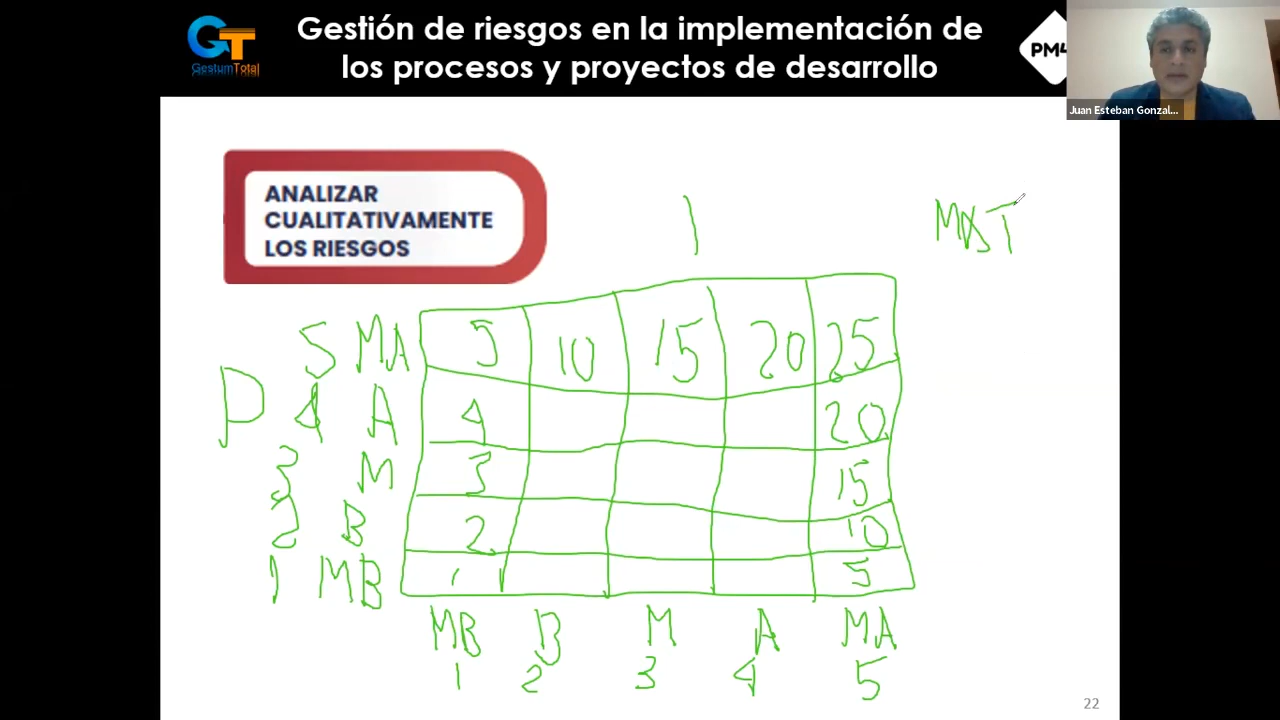 GT
GestumTotal
Gestión de riesgos en la implementación de
los procesos y proyectos de desarrollo
PM4
Juan Esteban Gonzal...
ANALIZAR
CUALITATIVAMENTE
LOS RIESGOS
I
5 MA 5 10 15 20 25
P 4 A 4 20
3 M 3 15
2 B 2 10
1 MB 1 5
MB B M A MA
1 2 3 4 5
22